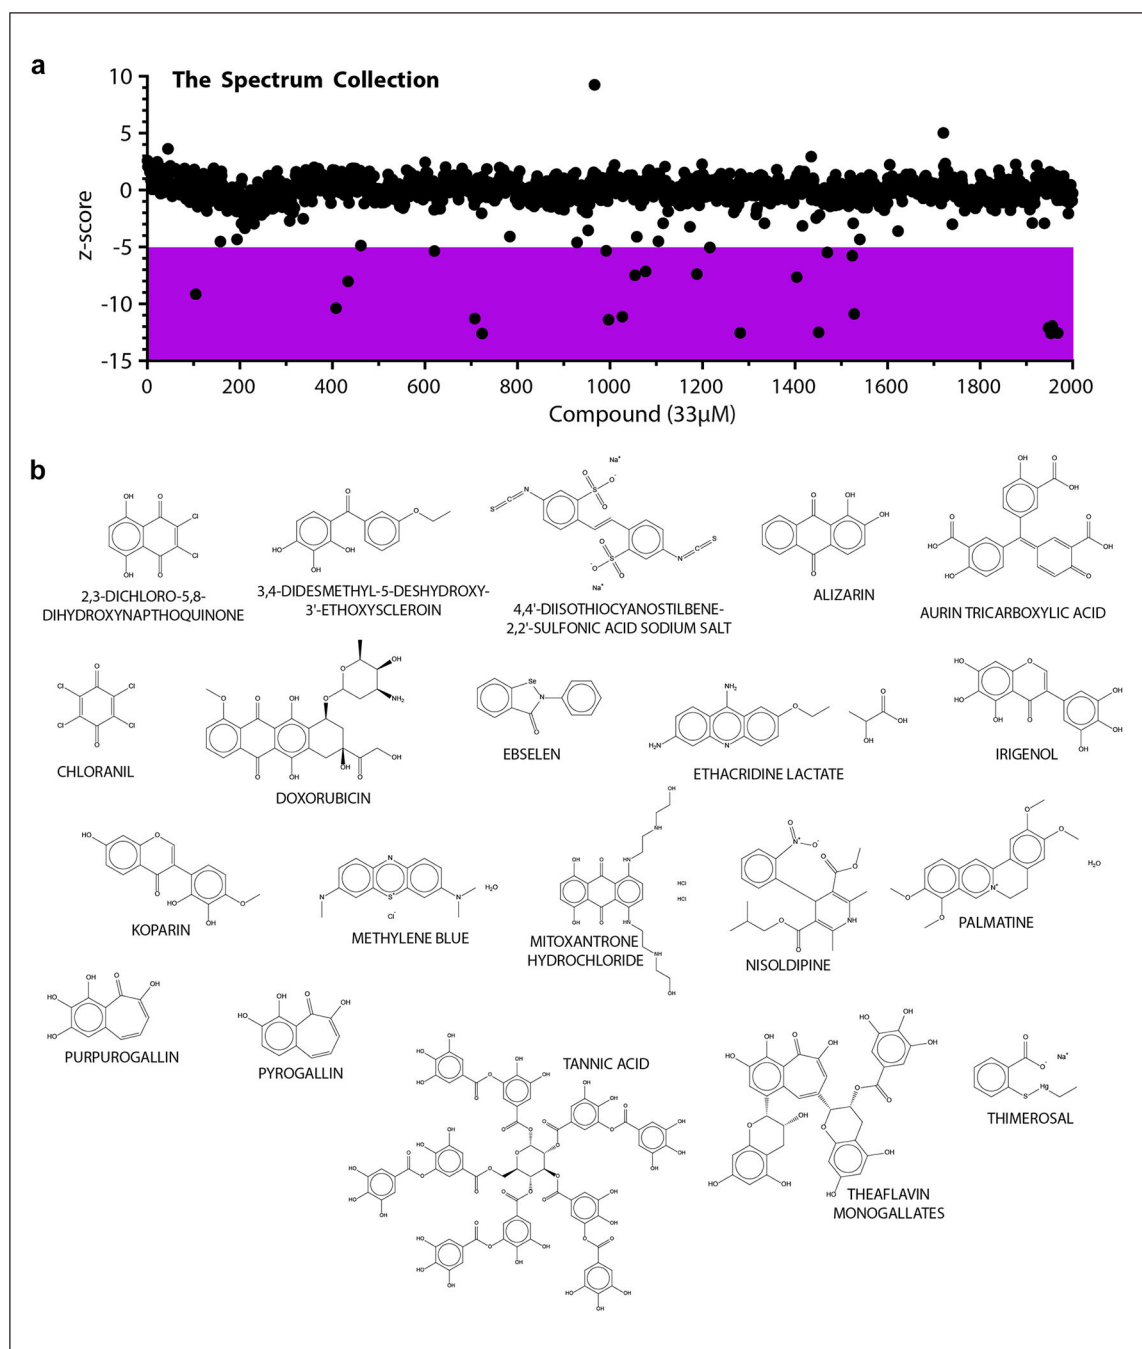 a
The Spectrum Collection
10
5
0
-5
-10
-15
z-score
0 200 400 600 800 1000 1200 1400 1600 1800 2000
Compound (33µM)
b
2,3-DICHLORO-5,8-
DIHYDROXYNAPTHOQUINONE
3,4-DIDESMETHYL-5-DESHYDROXY-
3'-ETHOXYSCLEROIN
4,4'-DIISOTHIOCYANOSTILBENE-
2,2'-SULFONIC ACID SODIUM SALT
ALIZARIN
AURIN TRICARBOXYLIC ACID
CHLORANIL
DOXORUBICIN
EBSELEN
ETHACRIDINE LACTATE
IRIGENOL
KOPARIN
METHYLENE BLUE
MITOXANTRONE
HYDROCHLORIDE
NISOLDIPINE
PALMATINE
PURPUROGALLIN
PYROGALLIN
TANNIC ACID
THEAFLAVIN
MONOGALLATES
THIMEROSAL